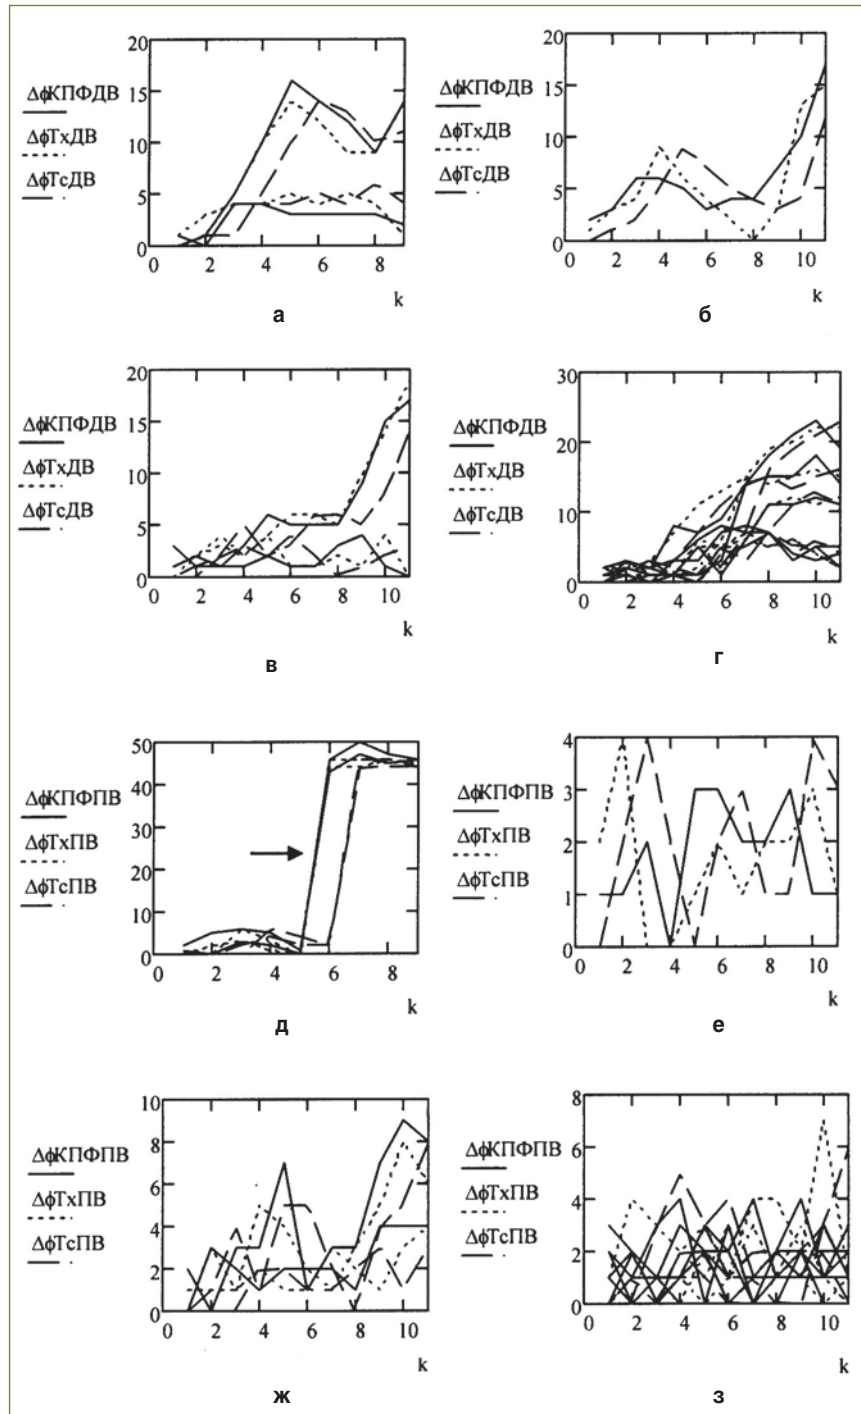 20
15
10
5
0
ΔϕКПФДВ
ΔϕТхДВ
ΔϕТсДВ
0 2 4 6 8
k
а
20
15
10
5
0
ΔϕКПФДВ
ΔϕТхДВ
ΔϕТсДВ
0 2 4 6 8 10
k
б
20
15
10
5
0
ΔϕКПФДВ
ΔϕТхДВ
ΔϕТсДВ
0 2 4 6 8 10
k
в
30
20
10
0
ΔϕКПФДВ
ΔϕТхДВ
ΔϕТсДВ
0 2 4 6 8 10
k
г
50
40
30
20
10
0
ΔϕКПФПВ
ΔϕТхПВ
ΔϕТсПВ
0 2 4 6 8
k
д
4
3
2
1
0
ΔϕКПФПВ
ΔϕТхПВ
ΔϕТсПВ
0 2 4 6 8 10
k
е
10
8
6
4
2
0
ΔϕКПФПВ
ΔϕТхПВ
ΔϕТсПВ
0 2 4 6 8 10
k
ж
8
6
4
2
0
ΔϕКПФПВ
ΔϕТхПВ
ΔϕТсПВ
0 2 4 6 8 10
k
з